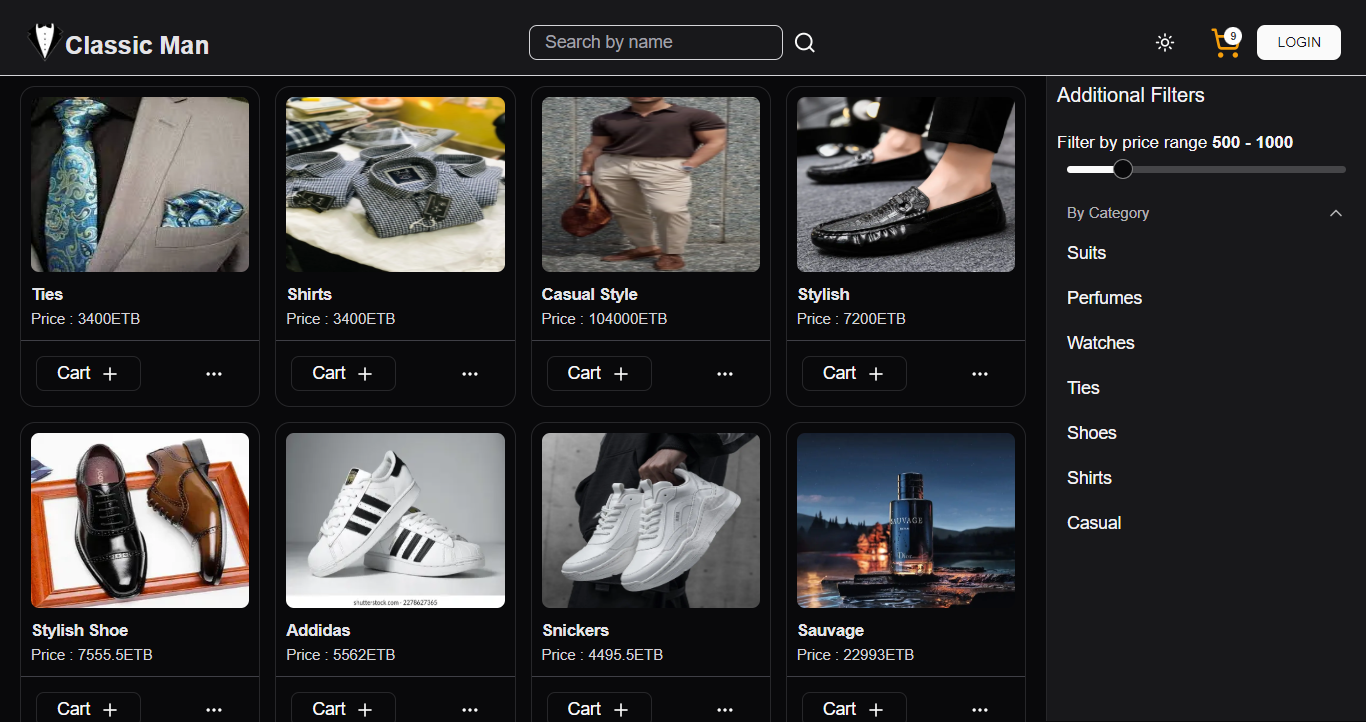 Classic Man
Search by name
9
LOGIN
Additional Filters
Filter by price range 500 - 1000
By Category
Suits
Perfumes
Watches
Ties
Shoes
Shirts
Casual
Ties
Price : 3400ETB
Cart +
...
Shirts
Price : 3400ETB
Cart +
...
Casual Style
Price : 104000ETB
Cart +
...
Stylish
Price : 7200ETB
Cart +
...
Stylish Shoe
Price : 7555.5ETB
Cart +
...
shutterstock.com · 2278627365
Addidas
Price : 5562ETB
Cart +
...
Snickers
Price : 4495.5ETB
Cart +
...
SAUVAGE
Dior
Sauvage
Price : 22993ETB
Cart +
...